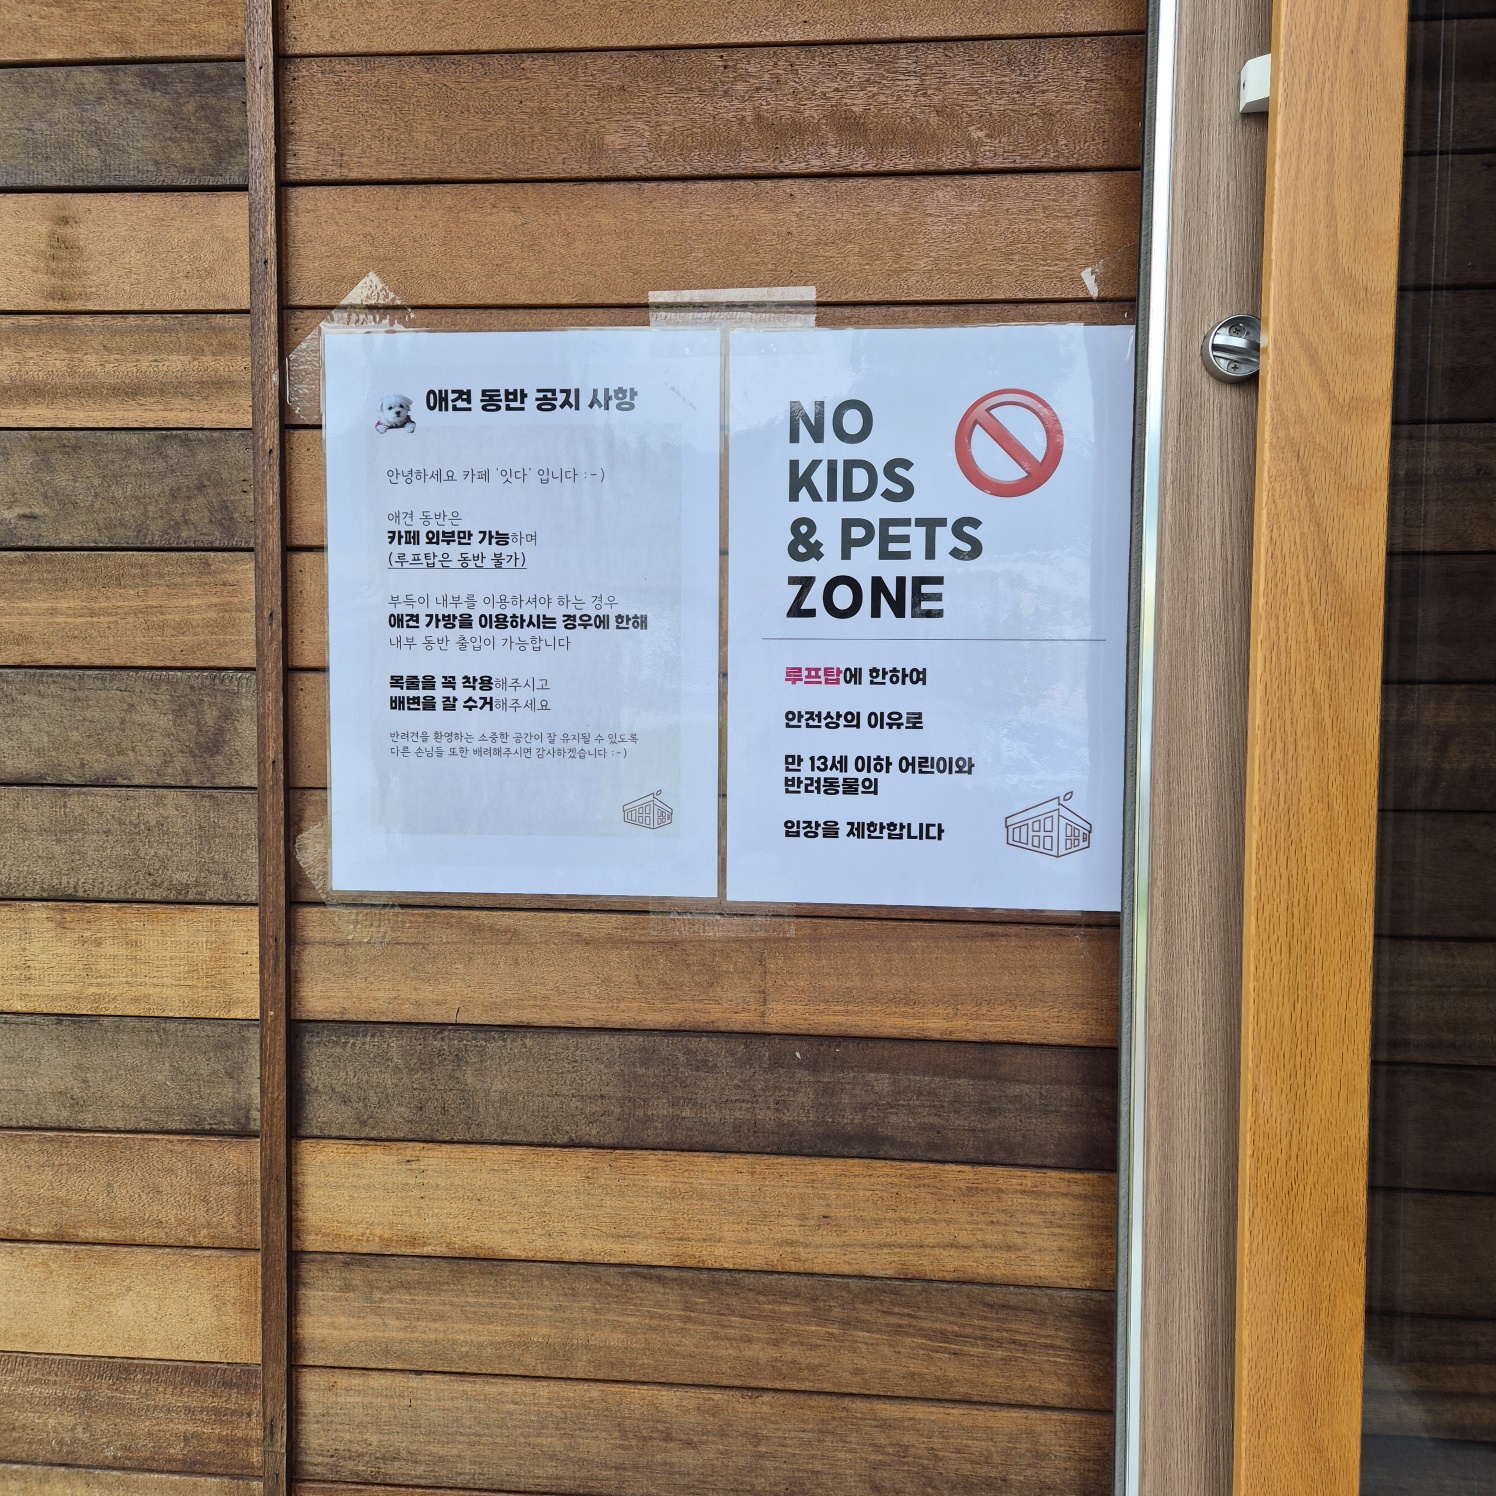 애견 동반 공지 사항
안녕하세요 카페 '잇다' 입니다 :-)
애견 동반은
카페 외부만 가능하며
(루프탑은 동반 불가)
부득이 내부를 이용하셔야 하는 경우
애견 가방을 이용하시는 경우에 한해
내부 동반 출입이 가능합니다
목줄을 꼭 착용해주시고
배변을 잘 수거해주세요
반려견을 환영하는 소중한 공간이 잘 유지될 수 있도록
다른 손님들 또한 배려해주시면 감사하겠습니다 :-)
NO
KIDS
& PETS
ZONE
루프탑에 한하여
안전상의 이유로
만 13세 이하 어린이와
반려동물의
입장을 제한합니다